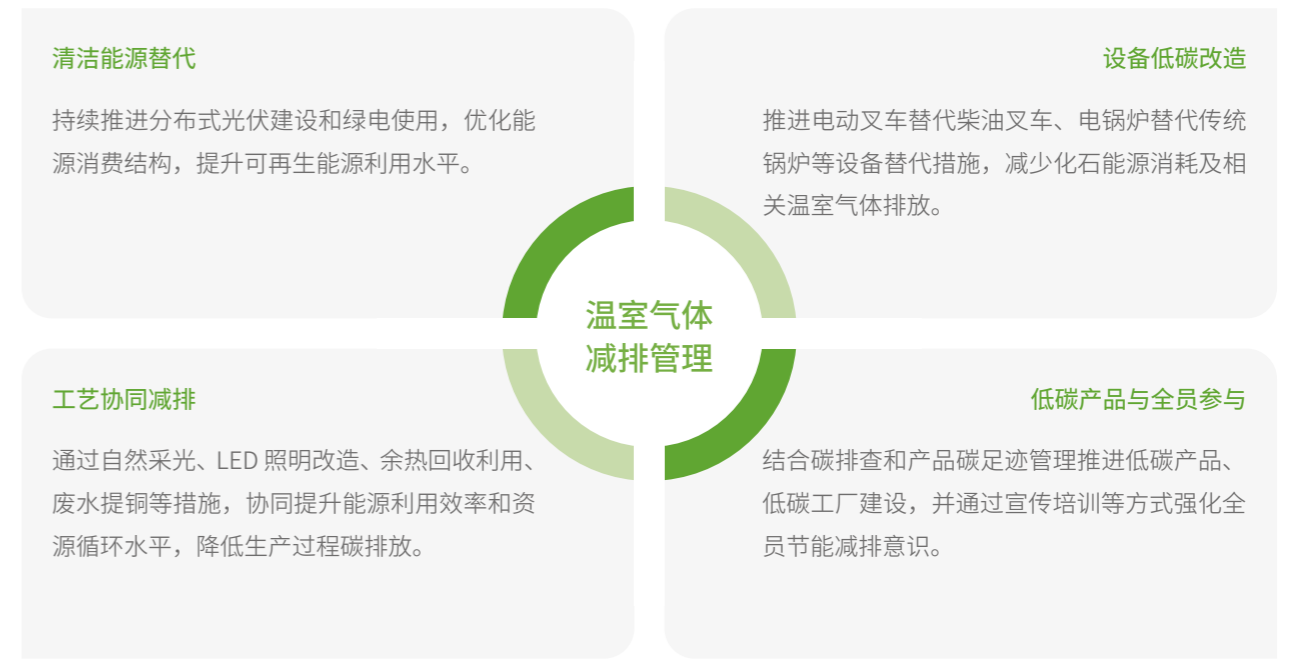 清洁能源替代
持续推进分布式光伏建设和绿电使用，优化能
源消费结构，提升可再生能源利用水平。
设备低碳改造
推进电动叉车替代柴油叉车、电锅炉替代传统
锅炉等设备替代措施，减少化石能源消耗及相
关温室气体排放。
温室气体
减排管理
工艺协同减排
通过自然采光、LED 照明改造、余热回收利用、
废水提铜等措施，协同提升能源利用效率和资
源循环水平，降低生产过程碳排放。
低碳产品与全员参与
结合碳排查和产品碳足迹管理推进低碳产品、
低碳工厂建设，并通过宣传培训等方式强化全
员节能减排意识。